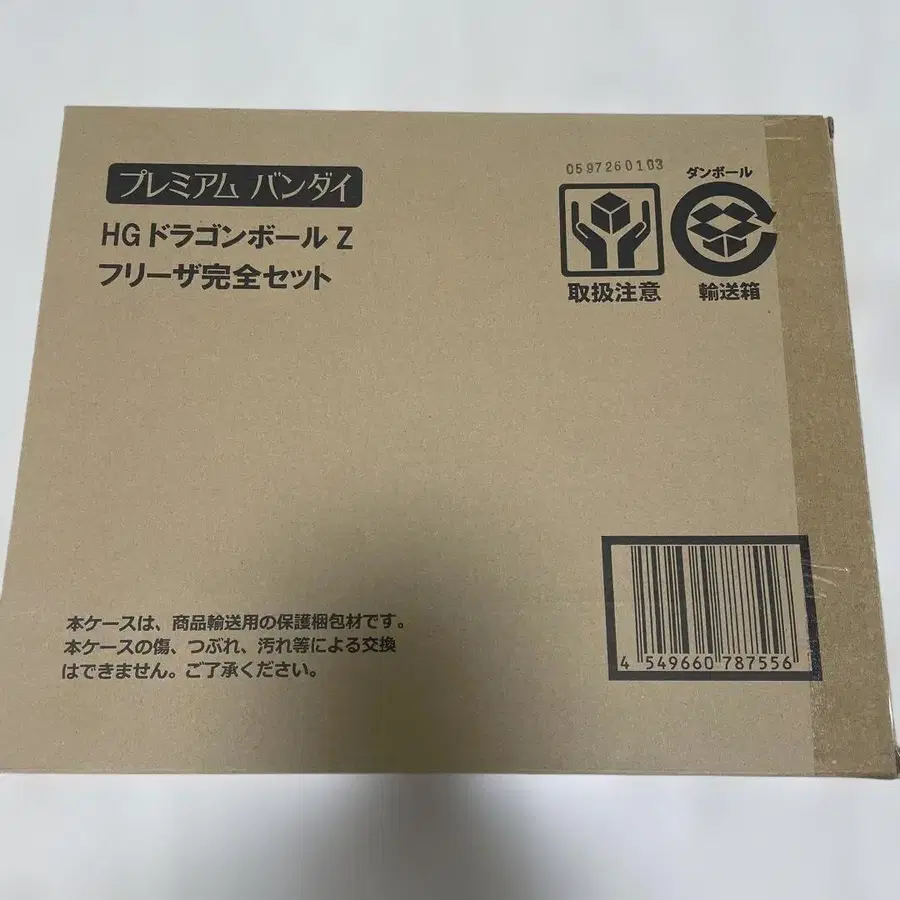 プレミアム バンダイ
HG ドラゴンボール Z
フリーザ完全セット
0597260103
ダンボール
取扱注意
輸送箱
本ケースは、商品輸送用の保護梱包材です。
本ケースの傷、つぶれ、汚れ等による交換
はできません。ご了承ください。
4 549660 787556